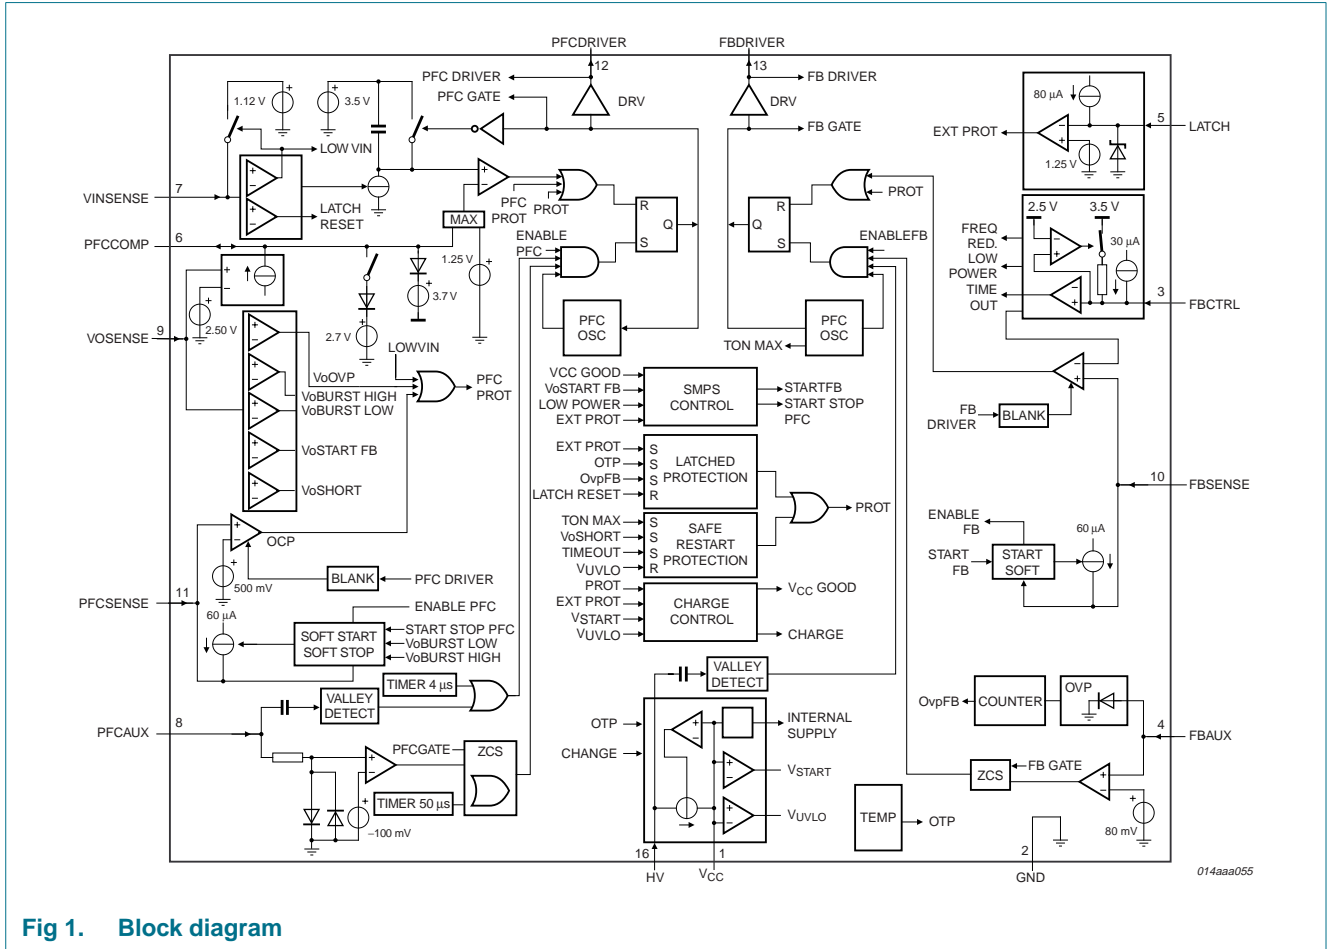 PFCDRIVER
FBDRIVER
12
13
PFC DRIVER
FB DRIVER
PFC GATE
DRV
DRV
FB GATE
1.12 V
3.5 V
LOW VIN
80 μA
5
LATCH
EXT PROT
1.25 V
VINSENSE
7
LATCH
RESET
MAX
PFC
PROT
PROT
R
Q
S
R
Q
S
PROT
2.5 V
3.5 V
FREQ
RED.
30 μA
LOW
POWER
TIME
OUT
3
FBCTRL
PFCCOMP
6
ENABLE
PFC
ENABLEFB
1.25 V
3.7 V
2.50 V
2.7 V
VOSENSE
9
PFC
OSC
PFC
OSC
TON MAX
LOWVIN
VoOVP
VoBURST HIGH
VoBURST LOW
PFC
PROT
VoSTART FB
VoSHORT
VCC GOOD
VoSTART FB
LOW POWER
EXT PROT
SMPS
CONTROL
STARTFB
START STOP
PFC
FB
DRIVER
BLANK
EXT PROT
OTP
OvpFB
LATCH RESET
S
S
S
R
LATCHED
PROTECTION
PROT
10
FBSENSE
TON MAX
VoSHORT
TIMEOUT
VUVLO
S
S
S
R
SAFE
RESTART
PROTECTION
ENABLE
FB
START
FB
START
SOFT
60 μA
OCP
500 mV
BLANK
PFC DRIVER
PFCSENSE
11
60 μA
ENABLE PFC
SOFT START
SOFT STOP
START STOP PFC
VoBURST LOW
VoBURST HIGH
PROT
EXT PROT
VSTART
VUVLO
CHARGE
CONTROL
VCC GOOD
CHARGE
TIMER 4 μs
VALLEY
DETECT
VALLEY
DETECT
PFCAUX
8
OTP
CHANGE
INTERNAL
SUPPLY
VSTART
VUVLO
OvpFB
COUNTER
OVP
4
FBAUX
PFCGATE
ZCS
TIMER 50 μs
–100 mV
ZCS
FB GATE
80 mV
TEMP
OTP
16
HV
1
VCC
2
GND
014aaa055
Fig 1. Block diagram